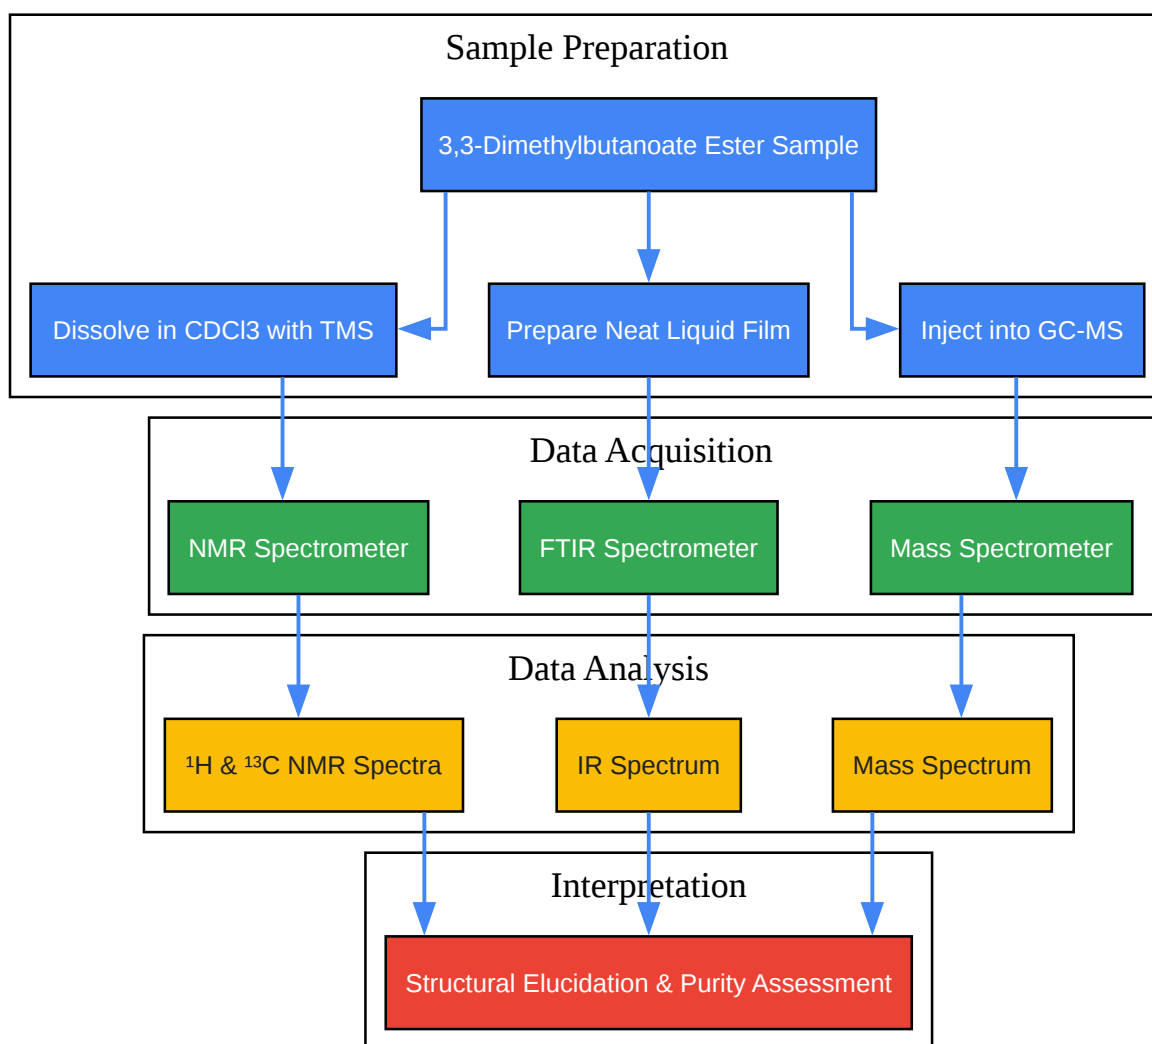 Sample Preparation
3,3-Dimethylbutanoate Ester Sample
Dissolve in CDCl3 with TMS
Prepare Neat Liquid Film
Inject into GC-MS
Data Acquisition
NMR Spectrometer
FTIR Spectrometer
Mass Spectrometer
Data Analysis
¹H & ¹³C NMR Spectra
IR Spectrum
Mass Spectrum
Interpretation
Structural Elucidation & Purity Assessment